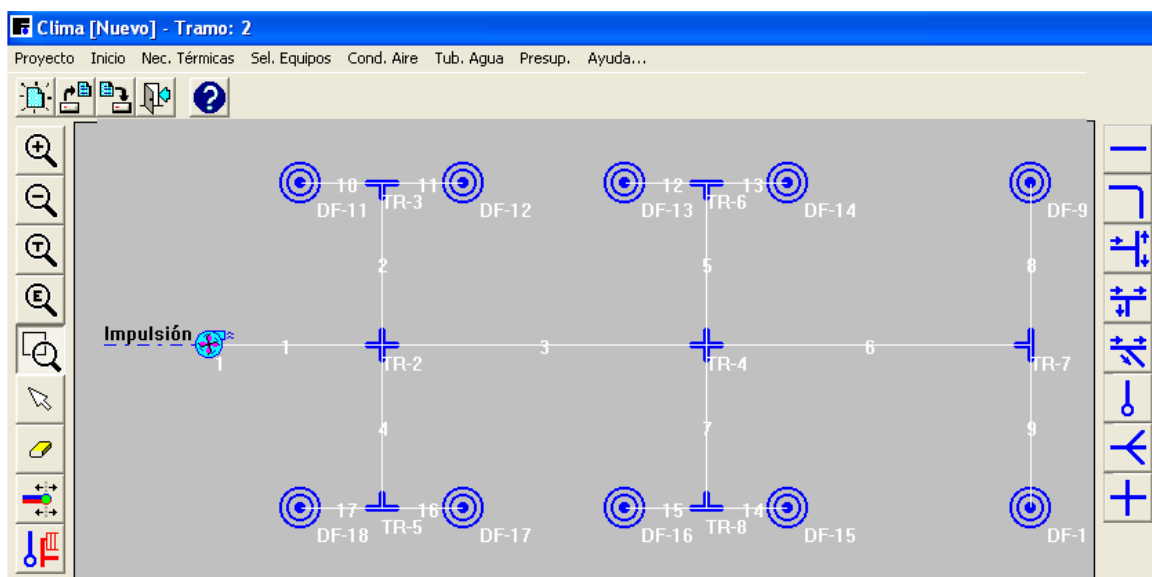 Clima [Nuevo] - Tramo: 2
Proyecto Inicio Nec. Térmicas Sel. Equipos Cond. Aire Tub. Agua Presup. Ayuda...
10 11 12 13
DF-11 TR-3 DF-12 DF-13 TR-6 DF-14 DF-9
2 5 8
Impulsión
1 3 6
1 TR-2 TR-4 TR-7
4 7 9
17 16 15 14
DF-18 TR-5 DF-17 DF-16 TR-8 DF-15 DF-1
T
E